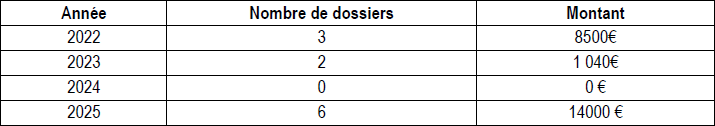 Année Nombre de dossiers Montant
2022 3 8500€
2023 2 1 040€
2024 0 0 €
2025 6 14000 €